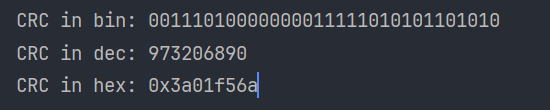 CRC in bin: 00111010000000011111010101101010
CRC in dec: 973206890
CRC in hex: 0x3a01f56a